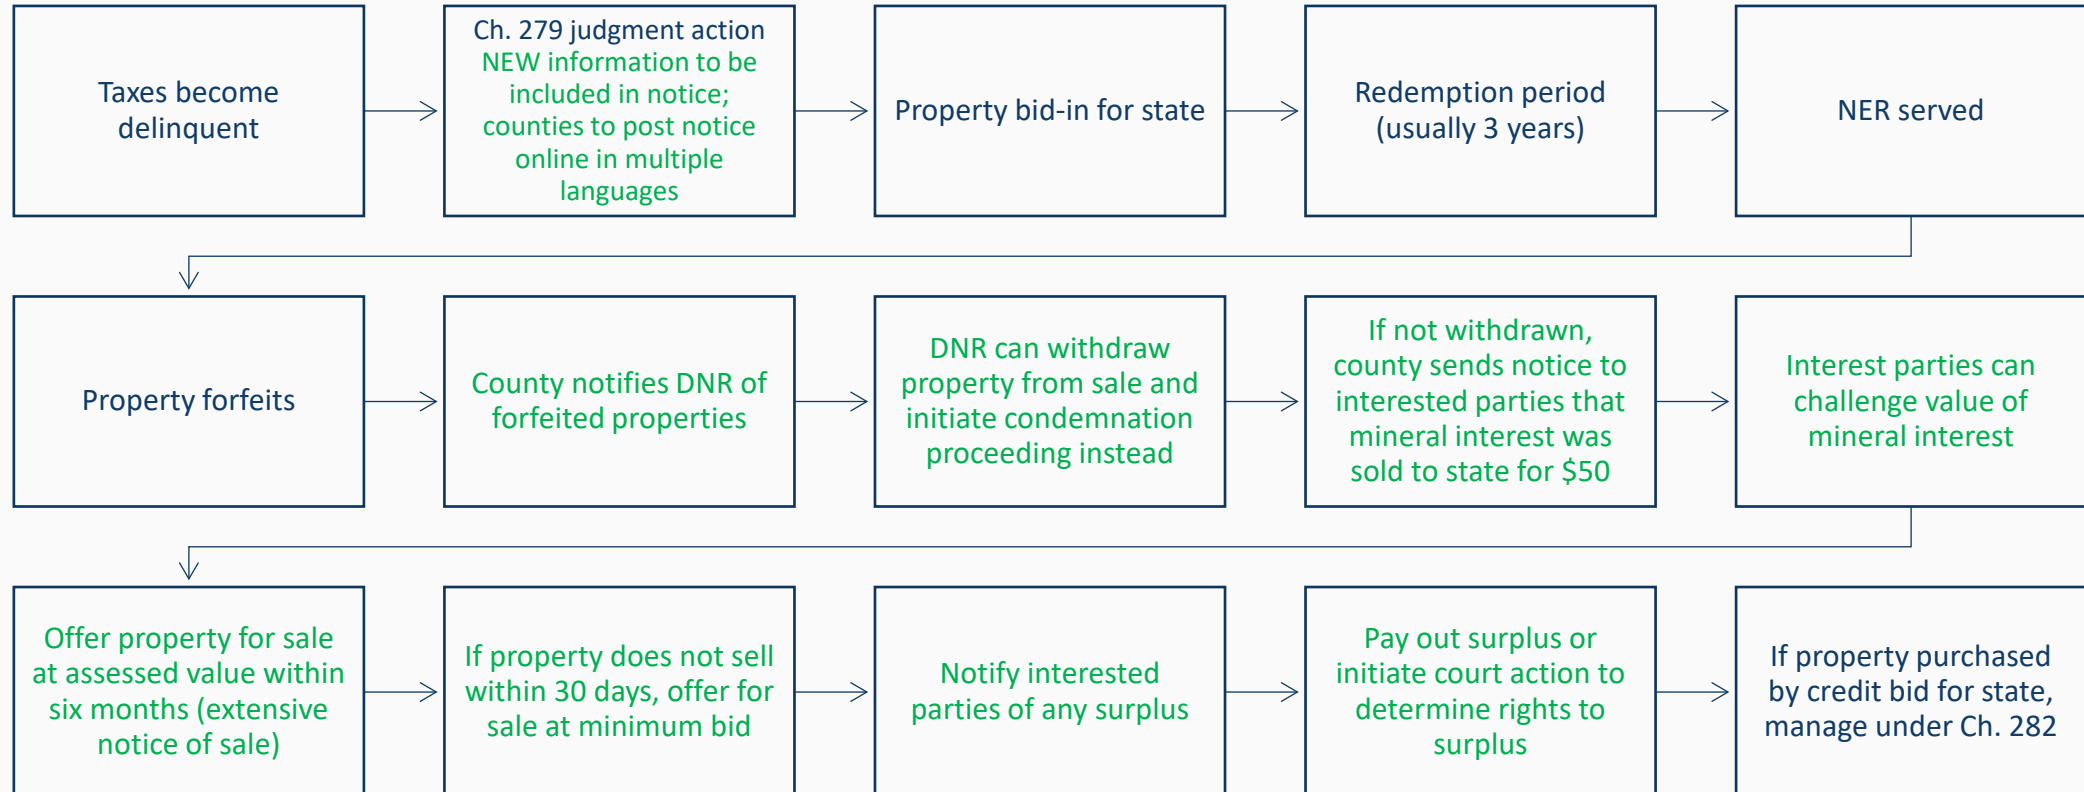 Taxes become
delinquent
Ch. 279 judgment action
NEW information to be
included in notice;
counties to post notice
online in multiple
languages
Property bid-in for state
Redemption period
(usually 3 years)
NER served
Property forfeits
County notifies DNR of
forfeited properties
DNR can withdraw
property from sale and
initiate condemnation
proceeding instead
If not withdrawn,
county sends notice to
interested parties that
mineral interest was
sold to state for $50
Interest parties can
challenge value of
mineral interest
Offer property for sale
at assessed value within
six months (extensive
notice of sale)
If property does not sell
within 30 days, offer for
sale at minimum bid
Notify interested
parties of any surplus
Pay out surplus or
initiate court action to
determine rights to
surplus
If property purchased
by credit bid for state,
manage under Ch. 282